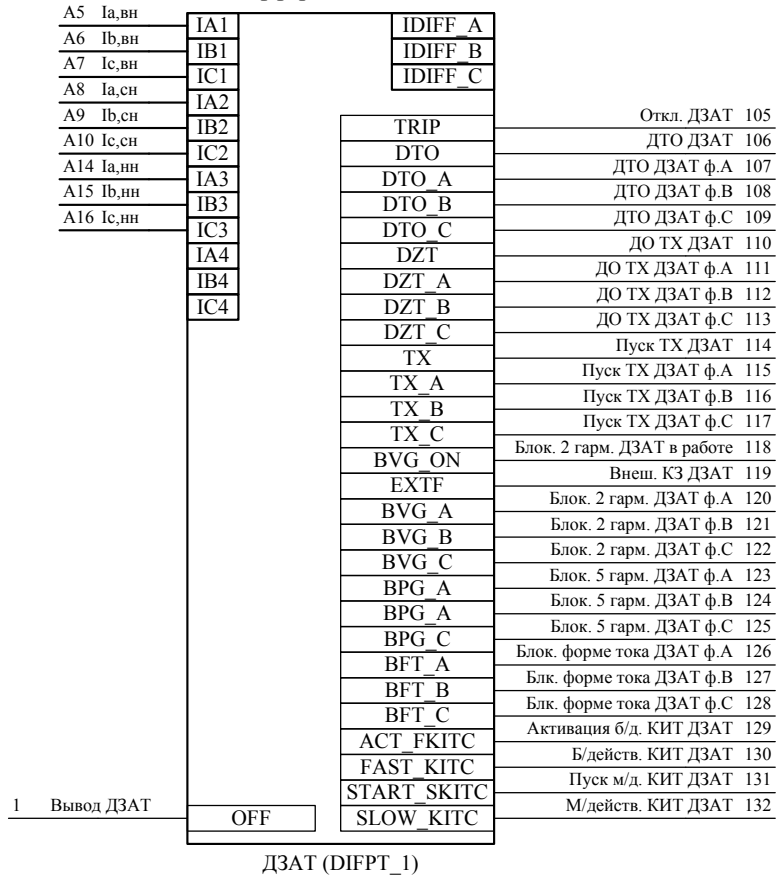 A5 Ia,вн IA1 IDIFF_A
A6 Ib,вн IB1 IDIFF_B
A7 Ic,вн IC1 IDIFF_C
A8 Ia,сн IA2
A9 Ib,сн IB2 TRIP Откл. ДЗАТ 105
A10 Ic,сн IC2 DTO ДТО ДЗАТ 106
A14 Ia,нн IA3 DTO_A ДТО ДЗАТ ф.А 107
A15 Ib,нн IB3 DTO_B ДТО ДЗАТ ф.В 108
A16 Ic,нн IC3 DTO_C ДТО ДЗАТ ф.С 109
IA4 DZT ДО ТХ ДЗАТ 110
IB4 DZT_A ДО ТХ ДЗАТ ф.А 111
IC4 DZT_B ДО ТХ ДЗАТ ф.В 112
DZT_C ДО ТХ ДЗАТ ф.С 113
TX Пуск ТХ ДЗАТ 114
TX_A Пуск ТХ ДЗАТ ф.А 115
TX_B Пуск ТХ ДЗАТ ф.В 116
TX_C Пуск ТХ ДЗАТ ф.С 117
BVG_ON Блок. 2 гарм. ДЗАТ в работе 118
EXTF Внеш. КЗ ДЗАТ 119
BVG_A Блок. 2 гарм. ДЗАТ ф.А 120
BVG_B Блок. 2 гарм. ДЗАТ ф.В 121
BVG_C Блок. 2 гарм. ДЗАТ ф.С 122
BPG_A Блок. 5 гарм. ДЗАТ ф.А 123
BPG_A Блок. 5 гарм. ДЗАТ ф.В 124
BPG_C Блок. 5 гарм. ДЗАТ ф.С 125
BFT_A Блок. форме тока ДЗАТ ф.А 126
BFT_B Блк. форме тока ДЗАТ ф.В 127
BFT_C Блк. форме тока ДЗАТ ф.С 128
ACT_FKITC Активация б/д. КИТ ДЗАТ 129
FAST_KITC Б/действ. КИТ ДЗАТ 130
START_SKITC Пуск м/д. КИТ ДЗАТ 131
1 Вывод ДЗАТ OFF SLOW_KITC М/действ. КИТ ДЗАТ 132
ДЗАТ (DIFPT_1)